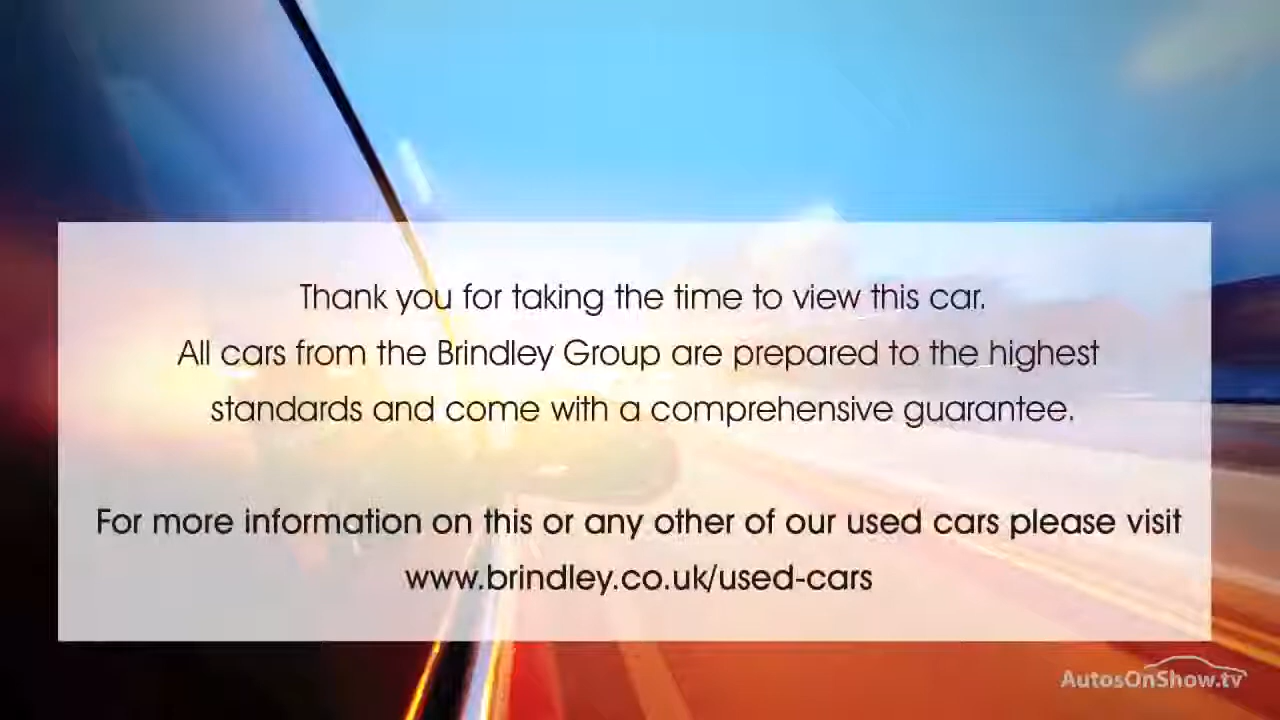 Thank you for taking the time to view this car.
All cars from the Brindley Group are prepared to the highest
standards and come with a comprehensive guarantee.
For more information on this or any other of our used cars please visit
www.brindley.co.uk/used-cars
AutosOnShow.tv